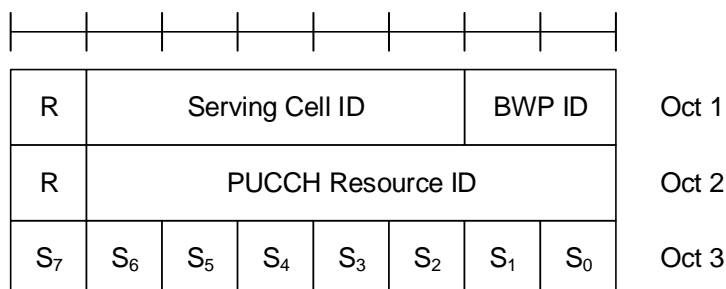 R Serving Cell ID BWP ID Oct 1
R PUCCH Resource ID Oct 2
S₇ S₆ S₅ S₄ S₃ S₂ S₁ S₀ Oct 3